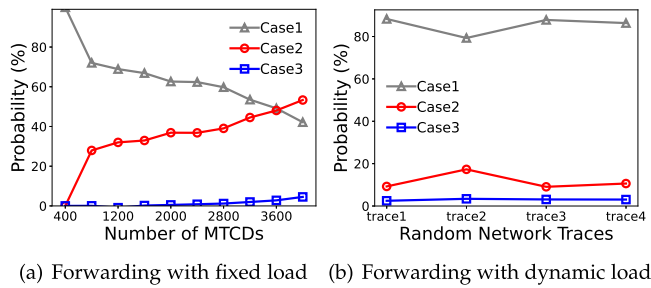 Probability (%)
80
60
40
20
0
400
1200
2000
2800
3600
Number of MTCDs
Case1
Case2
Case3
(a) Forwarding with fixed load
Probability (%)
80
60
40
20
0
trace1
trace2
trace3
trace4
Random Network Traces
Case1
Case2
Case3
(b) Forwarding with dynamic load